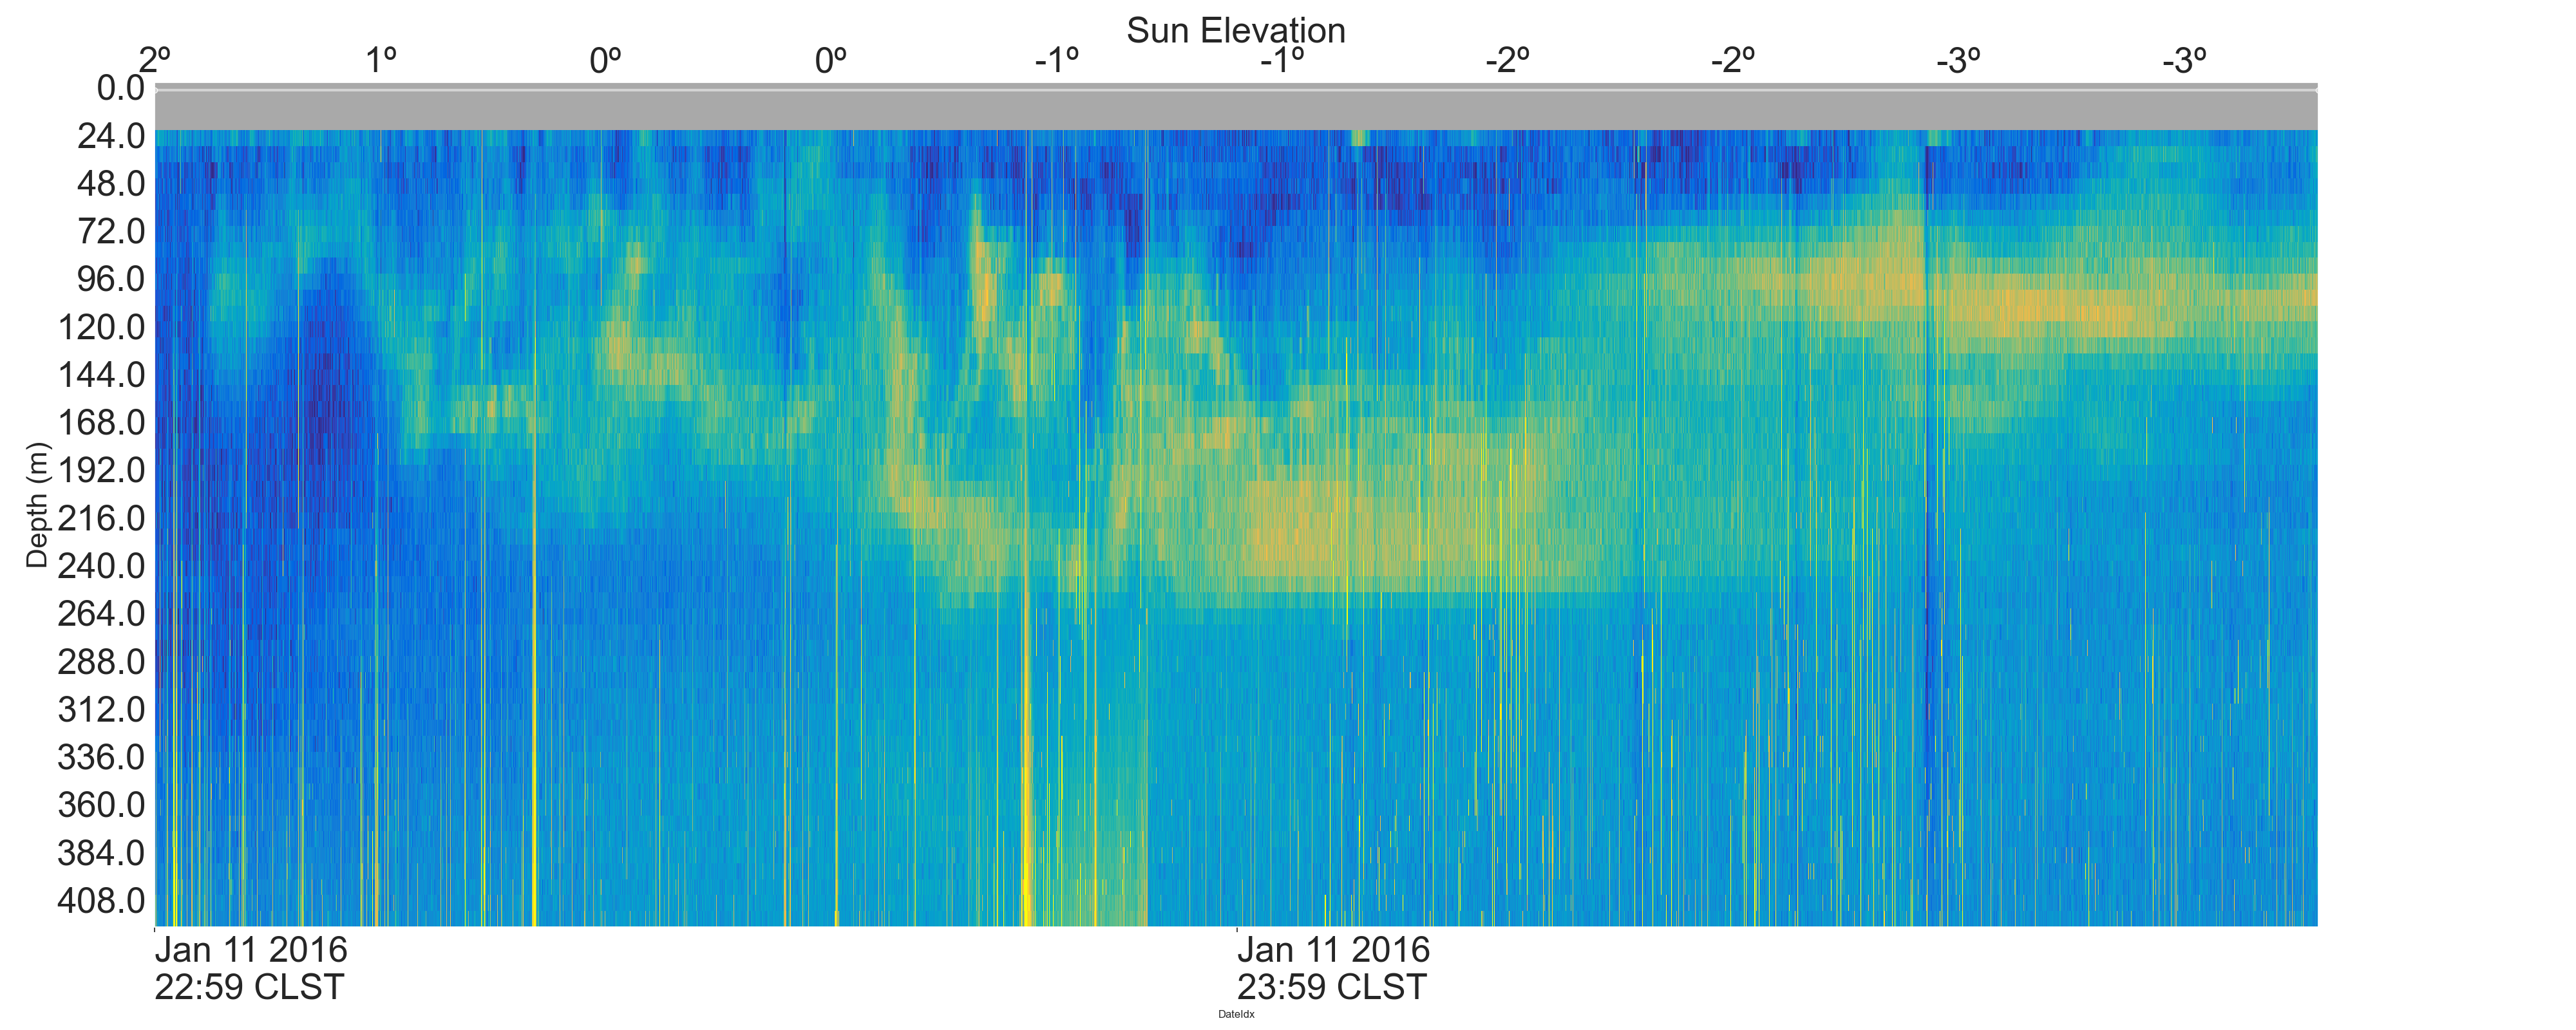 Sun Elevation
2º 1º 0º 0º -1º -1º -2º -2º -3º -3º
0.0
24.0
48.0
72.0
96.0
120.0
144.0
168.0
192.0
216.0
240.0
264.0
288.0
312.0
336.0
360.0
384.0
408.0
Depth (m)
Jan 11 2016
22:59 CLST
Jan 11 2016
23:59 CLST
DateIdx